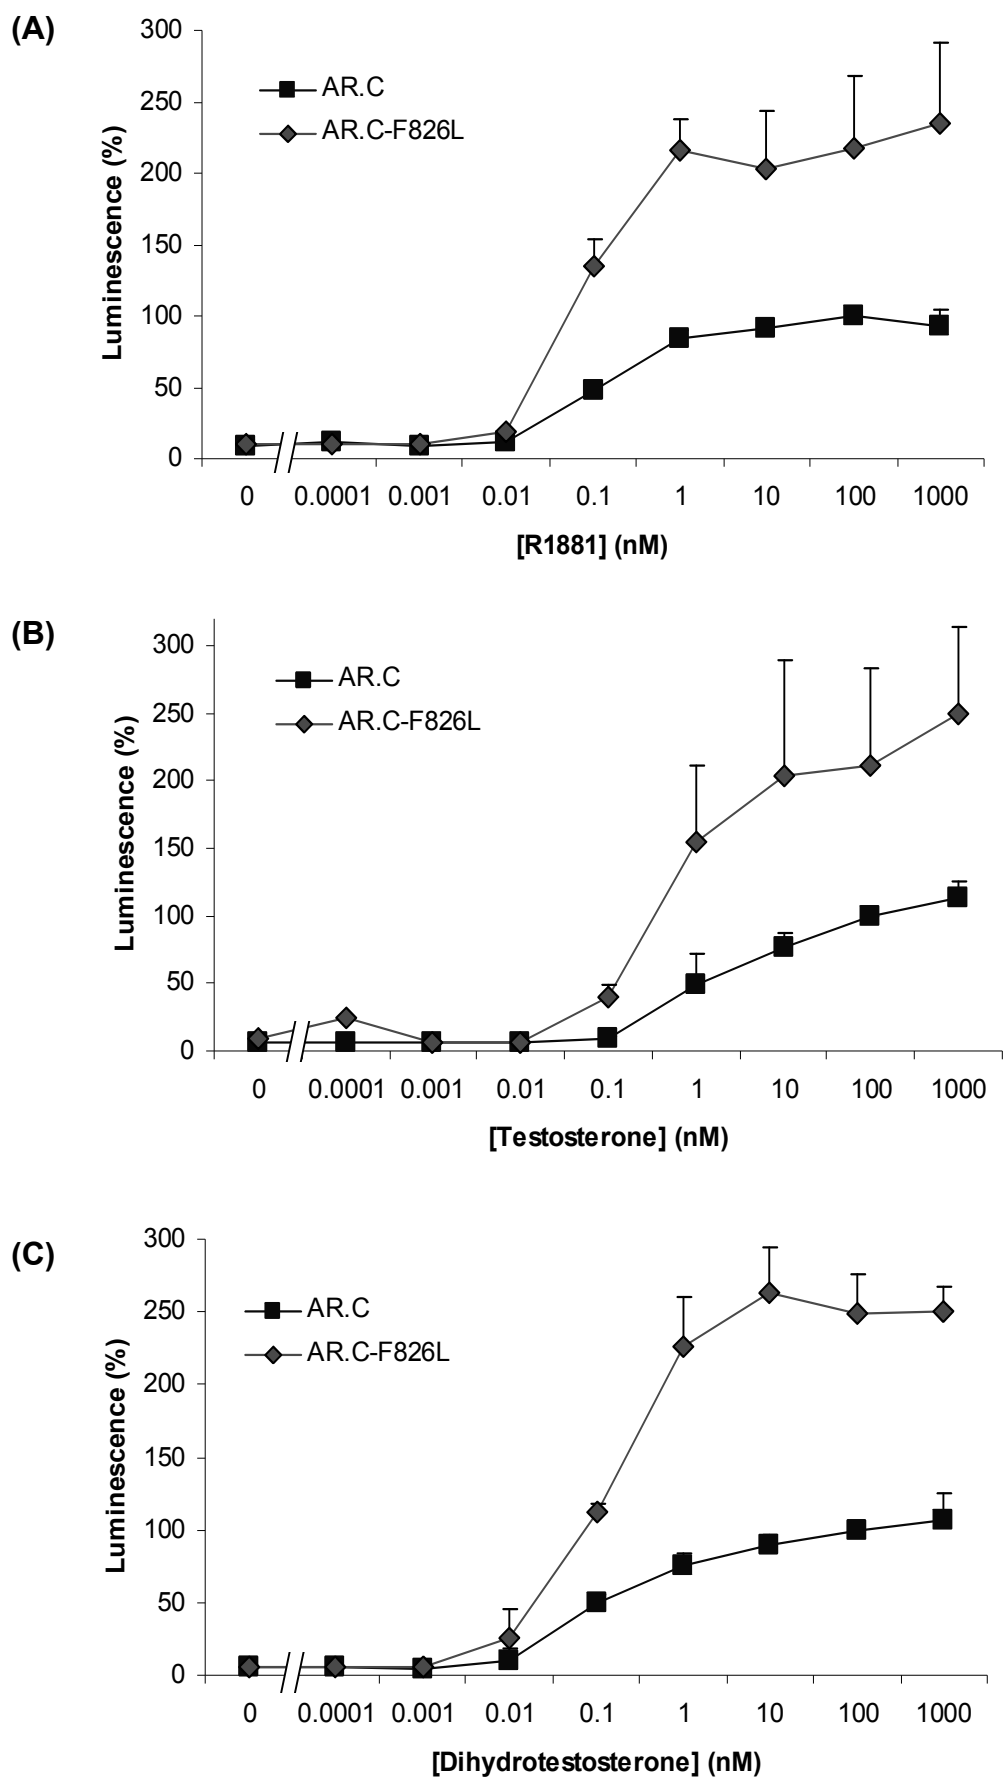 (A)
300
250
200
150
100
50
0
Luminescence (%)
AR.C
AR.C-F826L
0 0.0001 0.001 0.01 0.1 1 10 100 1000
[R1881] (nM)
(B)
300
250
200
150
100
50
0
Luminescence (%)
AR.C
AR.C-F826L
0 0.0001 0.001 0.01 0.1 1 10 100 1000
[Testosterone] (nM)
(C)
300
250
200
150
100
50
0
Luminescence (%)
AR.C
AR.C-F826L
0 0.0001 0.001 0.01 0.1 1 10 100 1000
[Dihydrotestosterone] (nM)